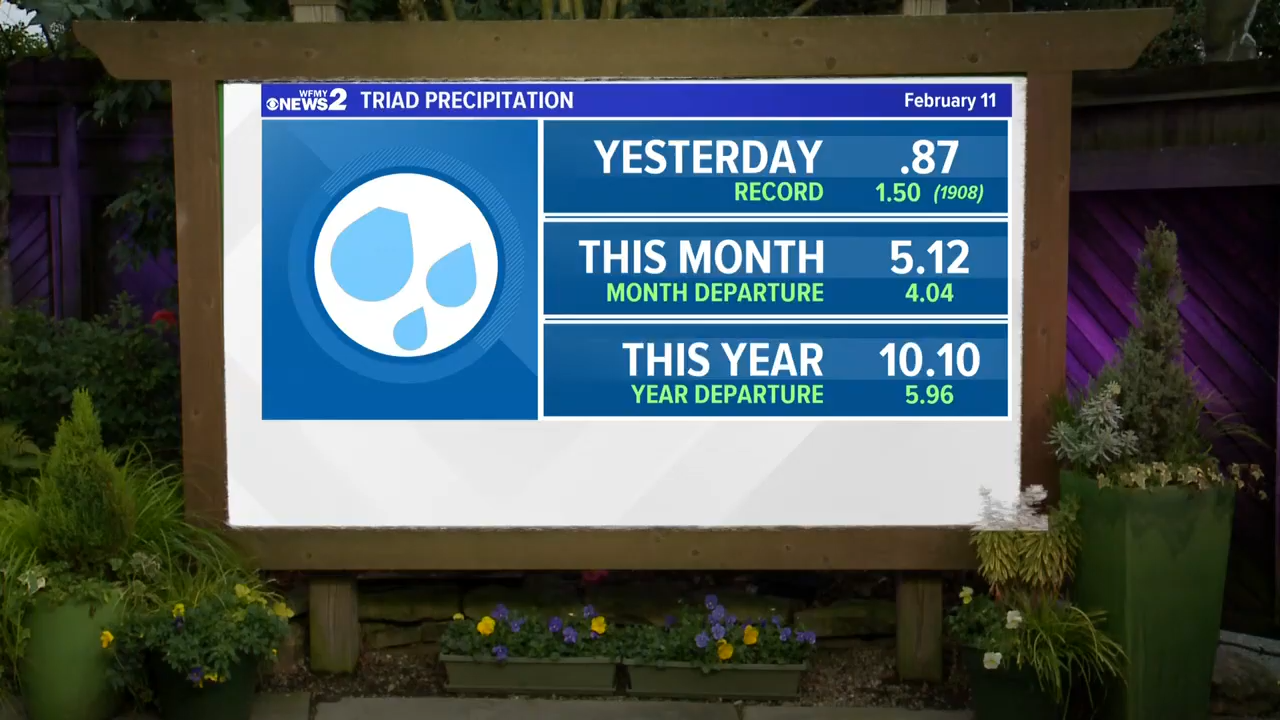 WFMY
NEWS 2 TRIAD PRECIPITATION February 11
YESTERDAY .87
RECORD 1.50 (1908)
THIS MONTH 5.12
MONTH DEPARTURE 4.04
THIS YEAR 10.10
YEAR DEPARTURE 5.96